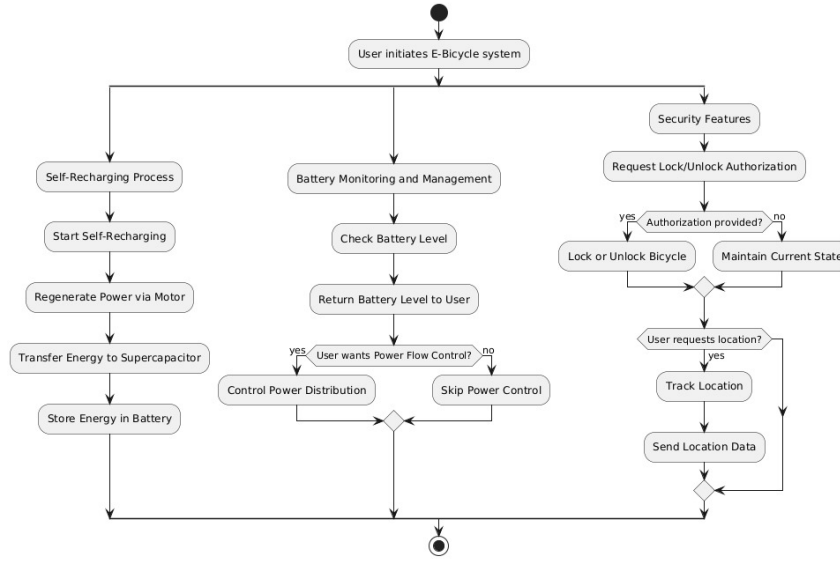 User initiates E-Bicycle system
Self-Recharging Process
Start Self-Recharging
Regenerate Power via Motor
Transfer Energy to Supercapacitor
Store Energy in Battery
Battery Monitoring and Management
Check Battery Level
Return Battery Level to User
User wants Power Flow Control?
yes
no
Control Power Distribution
Skip Power Control
Security Features
Request Lock/Unlock Authorization
Authorization provided?
yes
no
Lock or Unlock Bicycle
Maintain Current State
User requests location?
yes
Track Location
Send Location Data